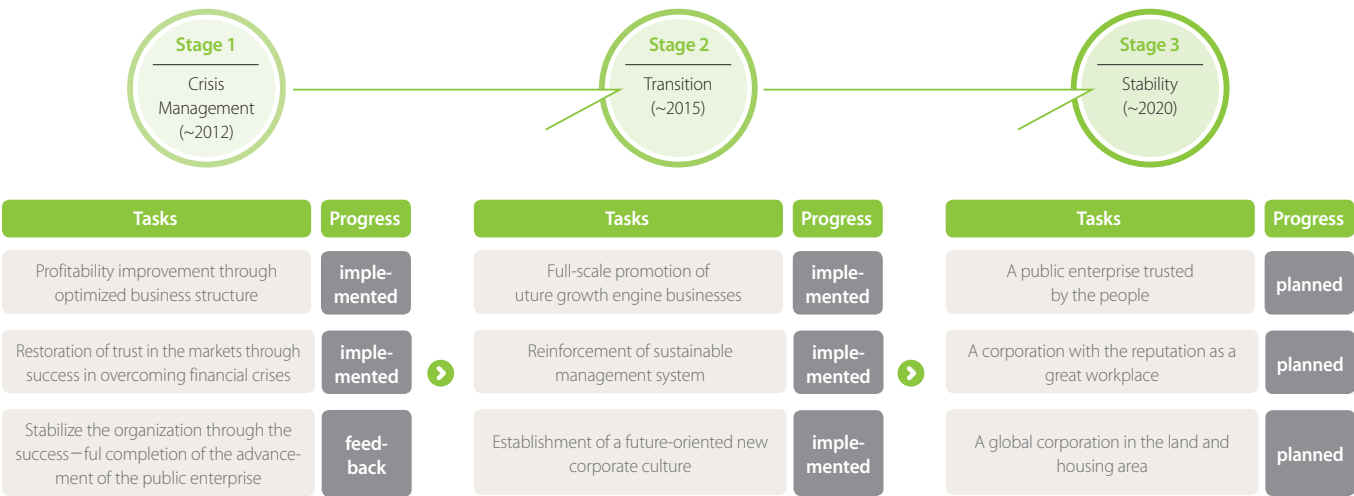 Stage 1
Crisis
Management
(~2012)
Stage 2
Transition
(~2015)
Stage 3
Stability
(~2020)
Tasks
Progress
Profitability improvement through
optimized business structure
imple-
mented
Restoration of trust in the markets through
success in overcoming financial crises
imple-
mented
Stabilize the organization through the
success–ful completion of the advance-
ment of the public enterprise
feed-
back
Tasks
Progress
Full-scale promotion of
uture growth engine businesses
imple-
mented
Reinforcement of sustainable
management system
imple-
mented
Establishment of a future-oriented new
corporate culture
imple-
mented
Tasks
Progress
A public enterprise trusted
by the people
planned
A corporation with the reputation as a
great workplace
planned
A global corporation in the land and
housing area
planned